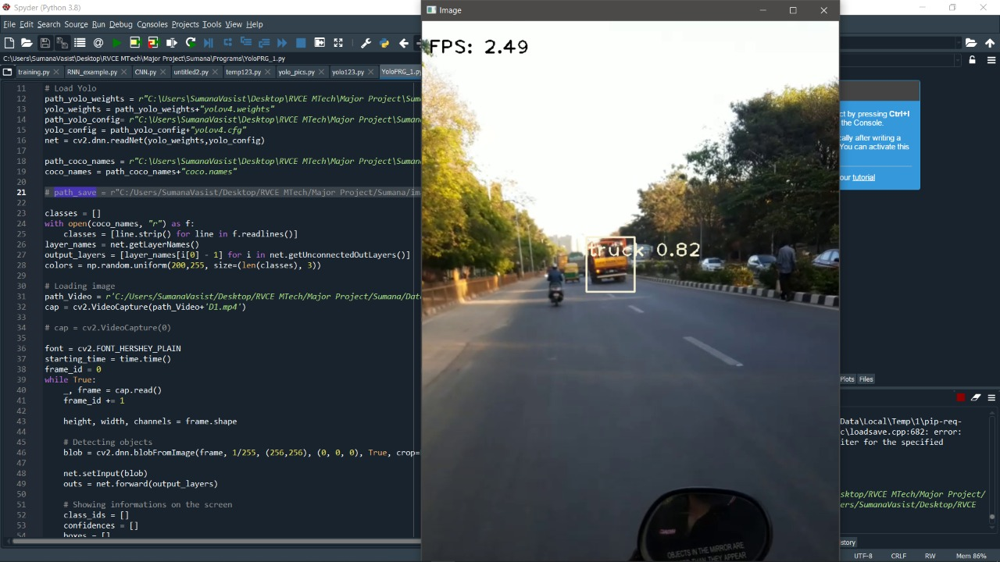 Spyder (Python 3.8)
File Edit Search Source Run Debug Consoles Projects Tools View Help
C:\Users\SumanaVasist\Desktop\RVCE MTech\Major Project\Sumana\Programs\YoloPRG_1.py
training.py RNN_example.py CNN.py untitled2.py temp123.py yolo_pics.py yolo123.py YoloPRG_1.py
11 # Load Yolo
12 path_yolo_weights = r"C:\Users\SumanaVasist\Desktop\RVCE MTech\Major Project\Sum
13 yolo_weights = path_yolo_weights+"yolov4.weights"
14 path_yolo_config= r"C:\Users\SumanaVasist\Desktop\RVCE MTech\Major Project\Suman
15 yolo_config = path_yolo_config+"yolov4.cfg"
16 net = cv2.dnn.readNet(yolo_weights,yolo_config)
17
18 path_coco_names = r"C:\Users\SumanaVasist\Desktop\RVCE MTech\Major Project\Suman
19 coco_names = path_coco_names+"coco.names"
20
21 # path_save = r"C:/Users/SumanaVasist/Desktop/RVCE MTech/Major Project/Sumana/im
22
23 classes = []
24 with open(coco_names, "r") as f:
25 classes = [line.strip() for line in f.readlines()]
26 layer_names = net.getLayerNames()
27 output_layers = [layer_names[i[0] - 1] for i in net.getUnconnectedOutLayers()]
28 colors = np.random.uniform(200,255, size=(len(classes), 3))
29
30 # Loading image
31 path_Video = r'C:/Users/SumanaVasist/Desktop/RVCE MTech/Major Project/Sumana/Dat
32 cap = cv2.VideoCapture(path_Video+'D1.mp4')
33
34 # cap = cv2.VideoCapture(0)
35
36 font = cv2.FONT_HERSHEY_PLAIN
37 starting_time = time.time()
38 frame_id = 0
39 while True:
40 _, frame = cap.read()
41 frame_id += 1
42
43 height, width, channels = frame.shape
44
45 # Detecting objects
46 blob = cv2.dnn.blobFromImage(frame, 1/255, (256,256), (0, 0, 0), True, crop=
47
48 net.setInput(blob)
49 outs = net.forward(output_layers)
50
51 # Showing informations on the screen
52 class_ids = []
53 confidences = []
54 boxes = []
Image
FPS: 2.49
truck 0.82
OBJECTS IN THE MIRROR ARE
THAN THEY APPEAR
ct by pressing Ctrl+I
the Console.
cally after writing a
You can activate this
our tutorial
Plots Files
Data\Local\Temp\1\pip-req-
c\loadsave.cpp:682: error:
iter for the specified
sktop/RVCE MTech/Major Project/
ers/SumanaVasist/Desktop/RVCE
story
UTF-8 CRLF RW Mem 86%